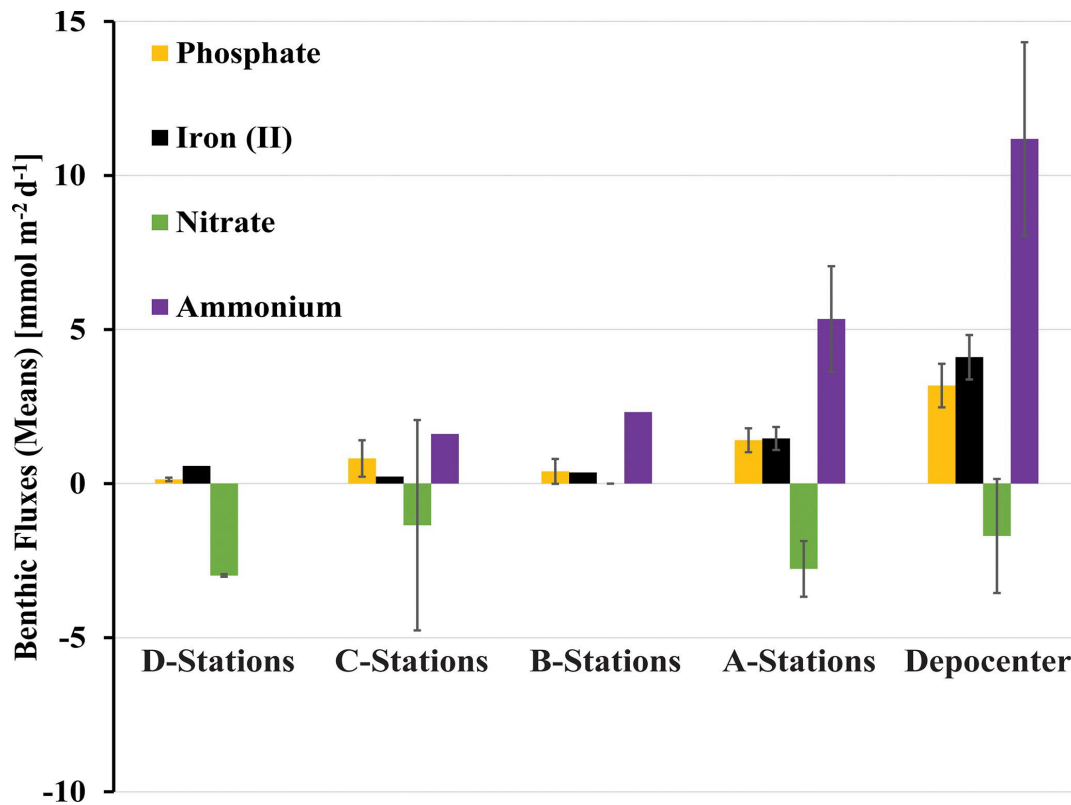 Benthic Fluxes (Means) [mmol m⁻² d⁻¹]
15
10
5
0
-5
-10
Phosphate
Iron (II)
Nitrate
Ammonium
D-Stations C-Stations B-Stations A-Stations Depocenter